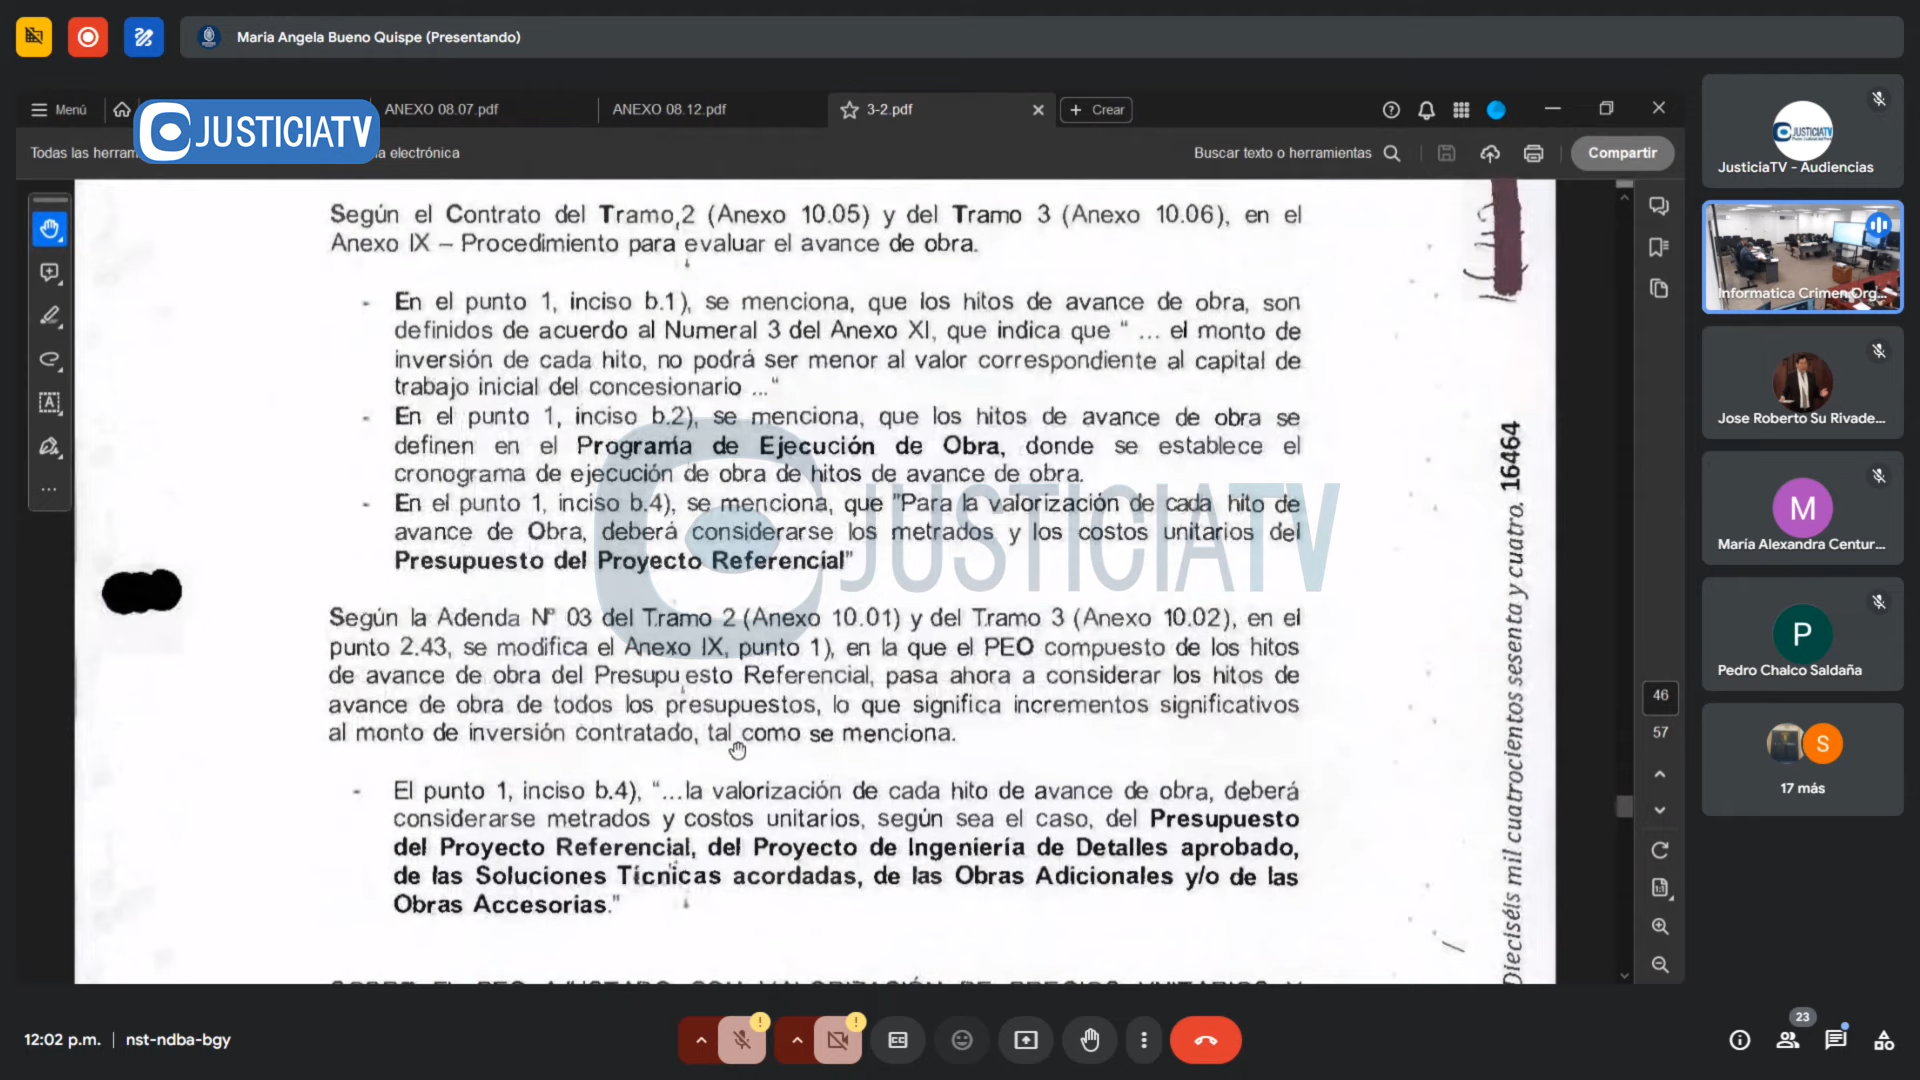 Maria Angela Bueno Quispe (Presentando)
Menú
ANEXO 08.07.pdf
ANEXO 08.12.pdf
3-2.pdf
Crear
JUSTICIATV
Todas las herram
a electrónica
Buscar texto o herramientas
Compartir
Según el Contrato del Tramo 2 (Anexo 10.05) y del Tramo 3 (Anexo 10.06), en el
Anexo IX – Procedimiento para evaluar el avance de obra.
- En el punto 1, inciso b.1), se menciona, que los hitos de avance de obra, son
definidos de acuerdo al Numeral 3 del Anexo XI, que indica que “ ... el monto de
inversión de cada hito, no podrá ser menor al valor correspondiente al capital de
trabajo inicial del concesionario ...“
- En el punto 1, inciso b.2), se menciona, que los hitos de avance de obra se
definen en el Programa de Ejecución de Obra, donde se establece el
cronograma de ejecución de obra de hitos de avance de obra.
- En el punto 1, inciso b.4), se menciona, que "Para la valorización de cada hito de
avance de Obra, deberá considerarse los metrados y los costos unitarios del
Presupuesto del Proyecto Referencial"
Según la Adenda N° 03 del Tramo 2 (Anexo 10.01) y del Tramo 3 (Anexo 10.02), en el
punto 2.43, se modifica el Anexo IX, punto 1), en la que el PEO compuesto de los hitos
de avance de obra del Presupuesto Referencial, pasa ahora a considerar los hitos de
avance de obra de todos los presupuestos, lo que significa incrementos significativos
al monto de inversión contratado, tal como se menciona.
- El punto 1, inciso b.4), “...la valorización de cada hito de avance de obra, deberá
considerarse metrados y costos unitarios, según sea el caso, del Presupuesto
del Proyecto Referencial, del Proyecto de Ingeniería de Detalles aprobado,
de las Soluciones Técnicas acordadas, de las Obras Adicionales y/o de las
Obras Accesorias."
JUSTICIATV
Dieciséis mil cuatrocientos sesenta y cuatro. 16464
46
57
JUSTICIATV
JusticiaTV - Audiencias
Informatica Crimen Org...
Jose Roberto Su Rivade...
M
María Alexandra Centur...
P
Pedro Chalco Saldaña
S
17 más
12:02 p.m.
nst-ndba-bgy
23